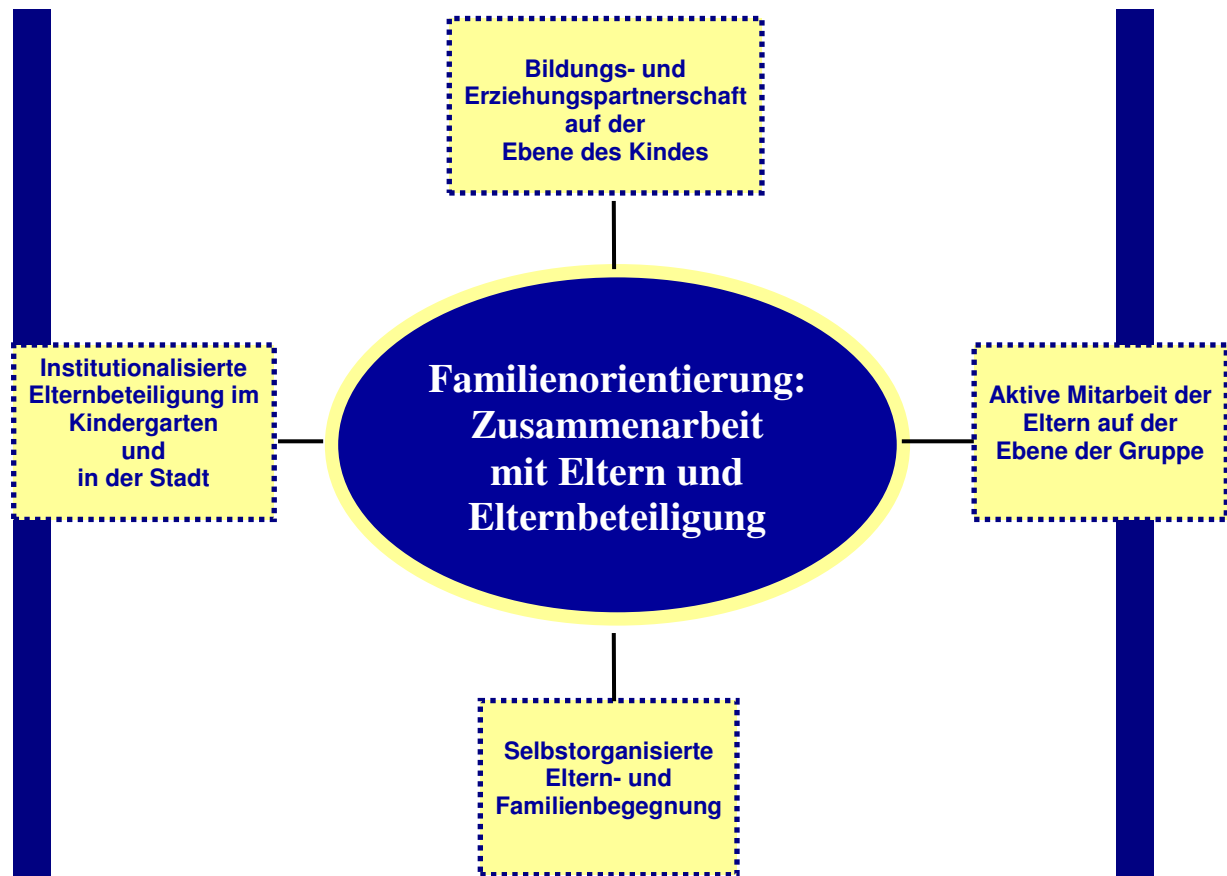 Bildungs- und
Erziehungspartnerschaft
auf der
Ebene des Kindes
Institutionalisierte
Elternbeteiligung im
Kindergarten
und
in der Stadt
Familienorientierung:
Zusammenarbeit
mit Eltern und
Elternbeteiligung
Aktive Mitarbeit der
Eltern auf der
Ebene der Gruppe
Selbstorganisierte
Eltern- und
Familienbegegnung